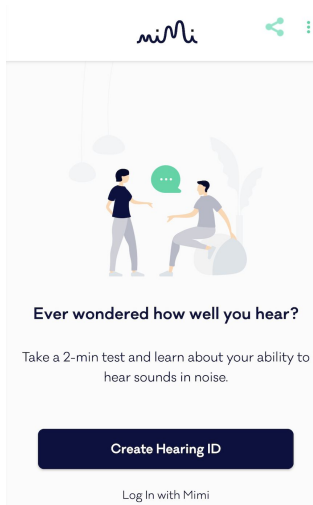 mimi
Ever wondered how well you hear?
Take a 2-min test and learn about your ability to
hear sounds in noise.
Create Hearing ID
Log In with Mimi